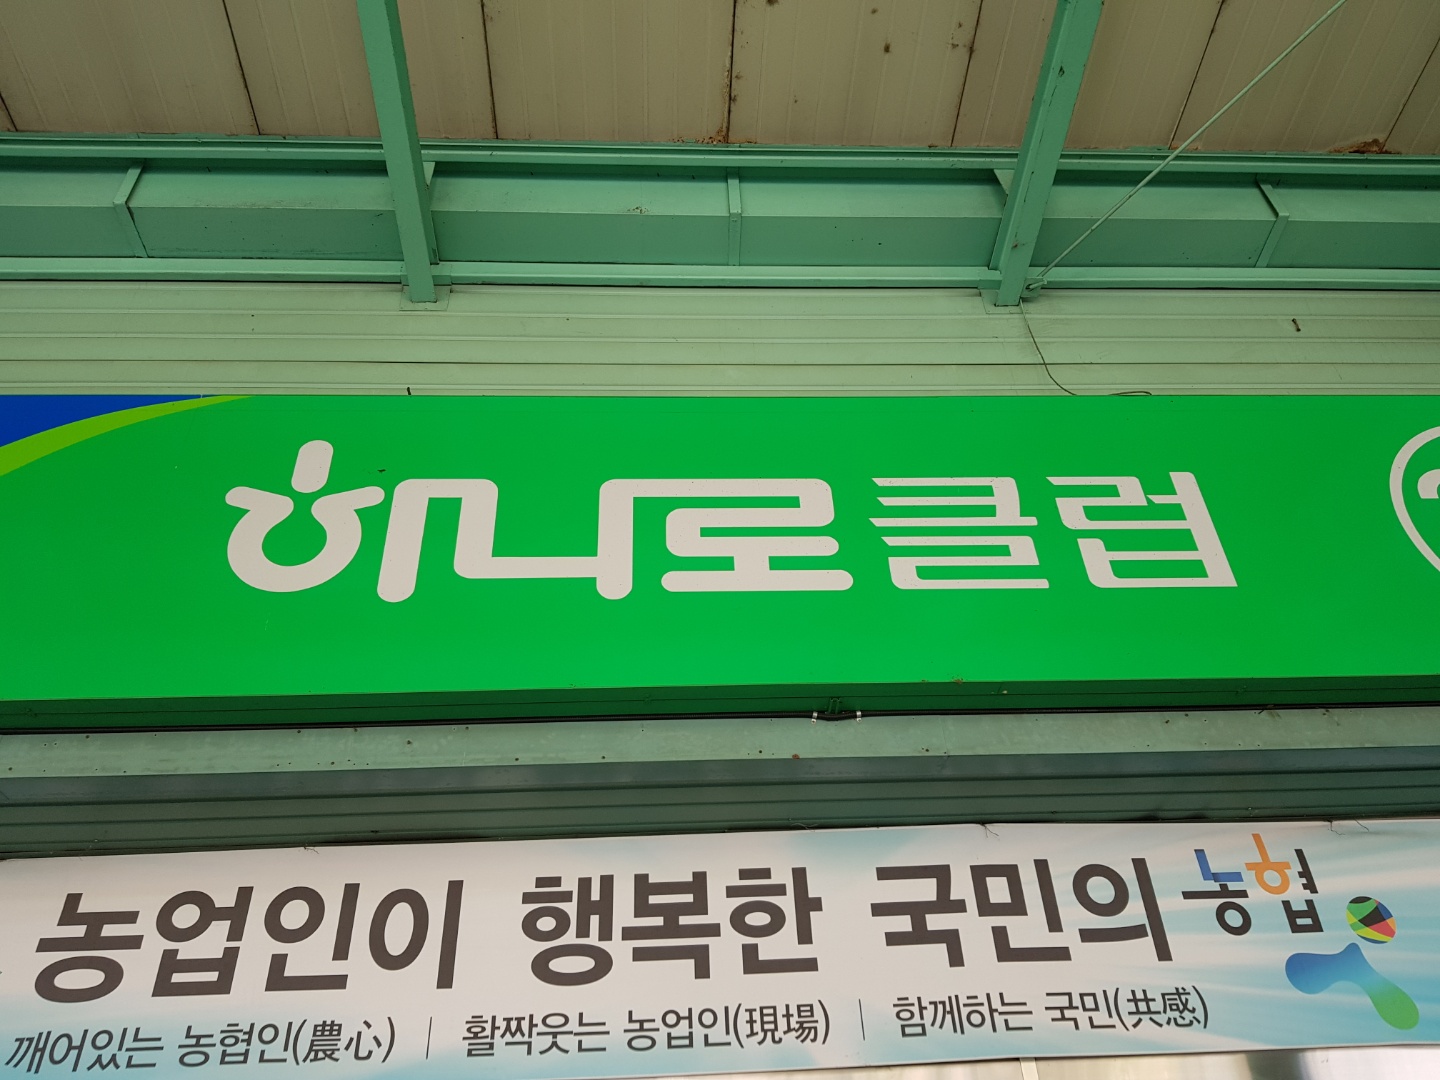 하나로클럽
농업인이 행복한 국민의 농협
깨어있는 농협인(農心) | 활짝웃는 농업인(現場) | 함께하는 국민(共感)